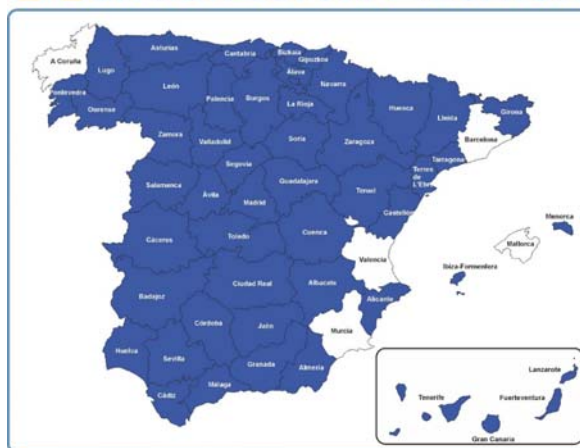 A Coruña
Lugo
Asturias
Cantabria
Bizkaia
Gipuzkoa
Álava
Navarra
Pontevedra
Ourense
León
Palencia
Burgos
La Rioja
Huesca
Lleida
Girona
Barcelona
Zamora
Valladolid
Soria
Zaragoza
Tarragona
Terres
de
L'Ebre
Segovia
Salamanca
Ávila
Madrid
Guadalajara
Teruel
Castellón
Menorca
Mallorca
Ibiza-Formentera
Cáceres
Toledo
Cuenca
Valencia
Badajoz
Ciudad Real
Albacete
Alicante
Murcia
Huelva
Sevilla
Córdoba
Jaén
Granada
Almería
Málaga
Cádiz
Lanzarote
Tenerife
Fuerteventura
Gran Canaria